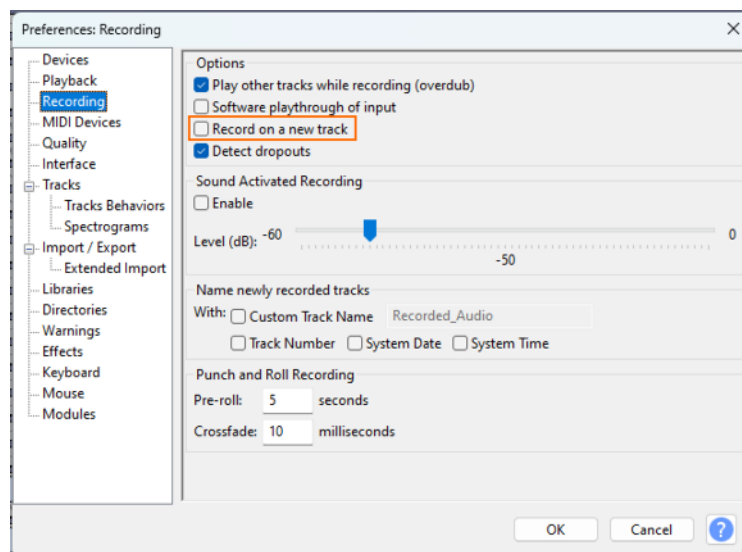 Preferences: Recording
Devices
Playback
Recording
MIDI Devices
Quality
Interface
Tracks
Tracks Behaviors
Spectrograms
Import / Export
Extended Import
Libraries
Directories
Warnings
Effects
Keyboard
Mouse
Modules
Options
Play other tracks while recording (overdub)
Software playthrough of input
Record on a new track
Detect dropouts
Sound Activated Recording
Enable
Level (dB): -60 0
-50
Name newly recorded tracks
With: Custom Track Name Recorded_Audio
Track Number System Date System Time
Punch and Roll Recording
Pre-roll: 5 seconds
Crossfade: 10 milliseconds
OK Cancel ?